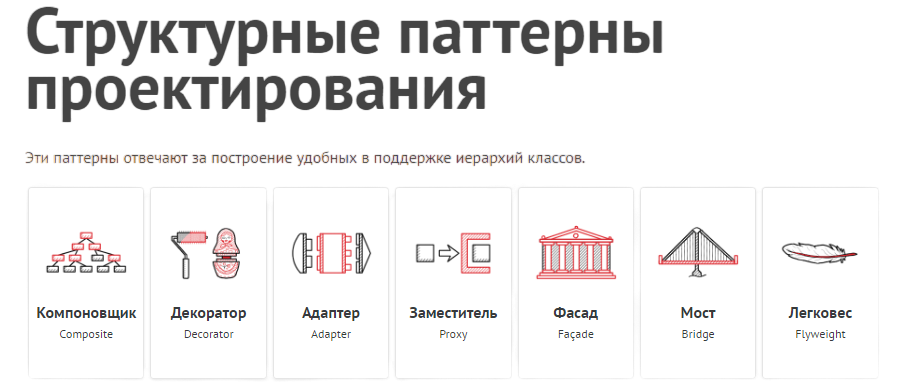 Структурные паттерны
проектирования
Эти паттерны отвечают за построение удобных в поддержке иерархий классов.
Компоновщик
Composite
Декоратор
Decorator
Адаптер
Adapter
Заместитель
Proxy
Фасад
Façade
Мост
Bridge
Легковес
Flyweight